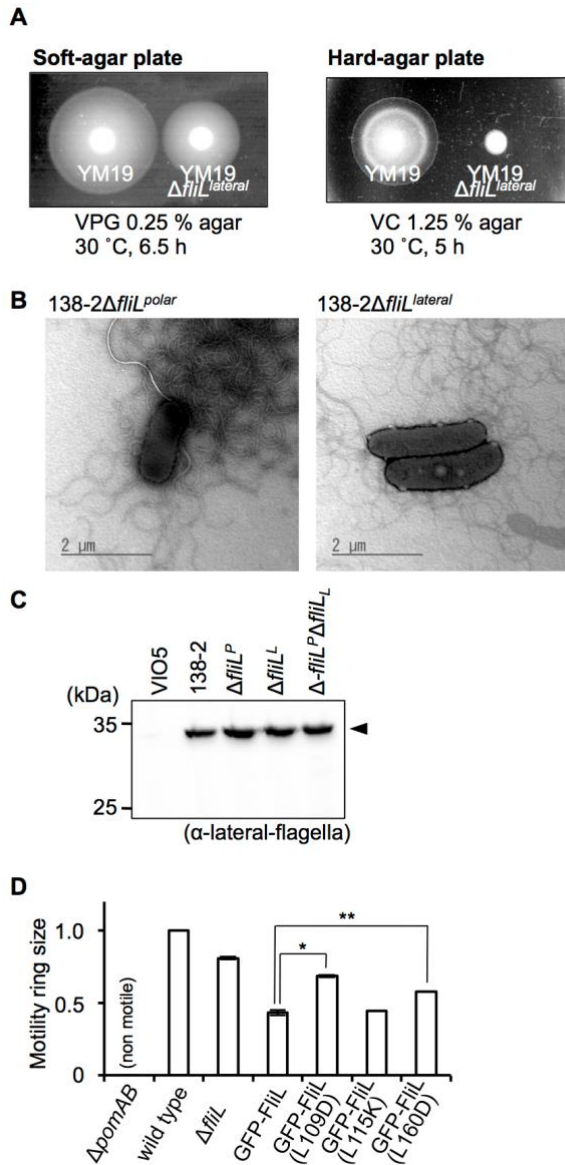 A
Soft-agar plate
Hard-agar plate
YM19
YM19
ΔfliL^lateral
YM19
YM19
ΔfliL^lateral
VPG 0.25 % agar
30 ˚C, 6.5 h
VC 1.25 % agar
30 ˚C, 5 h
B
138-2ΔfliL^polar
138-2ΔfliL^lateral
2 μm
2 μm
C
VIO5
138-2
ΔfliL^P
ΔfliL^L
Δ-fliL^PΔfliL_L
(kDa)
35
25
(α-lateral-flagella)
D
Motility ring size
1.0
0.5
0
(non motile)
*
**
ΔpomAB
wild type
ΔfliL
GFP-FliL
GFP-FliL
(L109D)
GFP-FliL
(L115K)
GFP-FliL
(L160D)